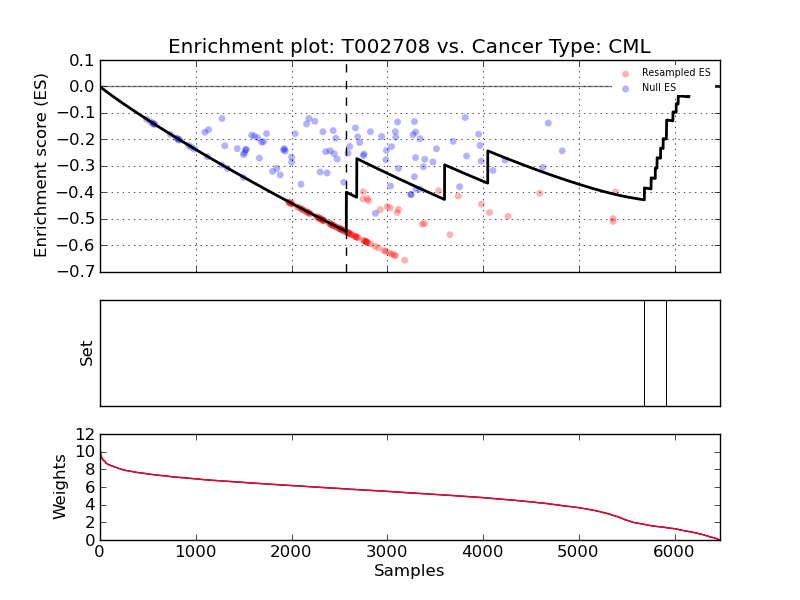 Enrichment plot: T002708 vs. Cancer Type: CML
Enrichment score (ES)
0.1
0.0
−0.1
−0.2
−0.3
−0.4
−0.5
−0.6
−0.7
Resampled ES
Null ES
Set
Weights
12
10
8
6
4
2
0
0 1000 2000 3000 4000 5000 6000
Samples